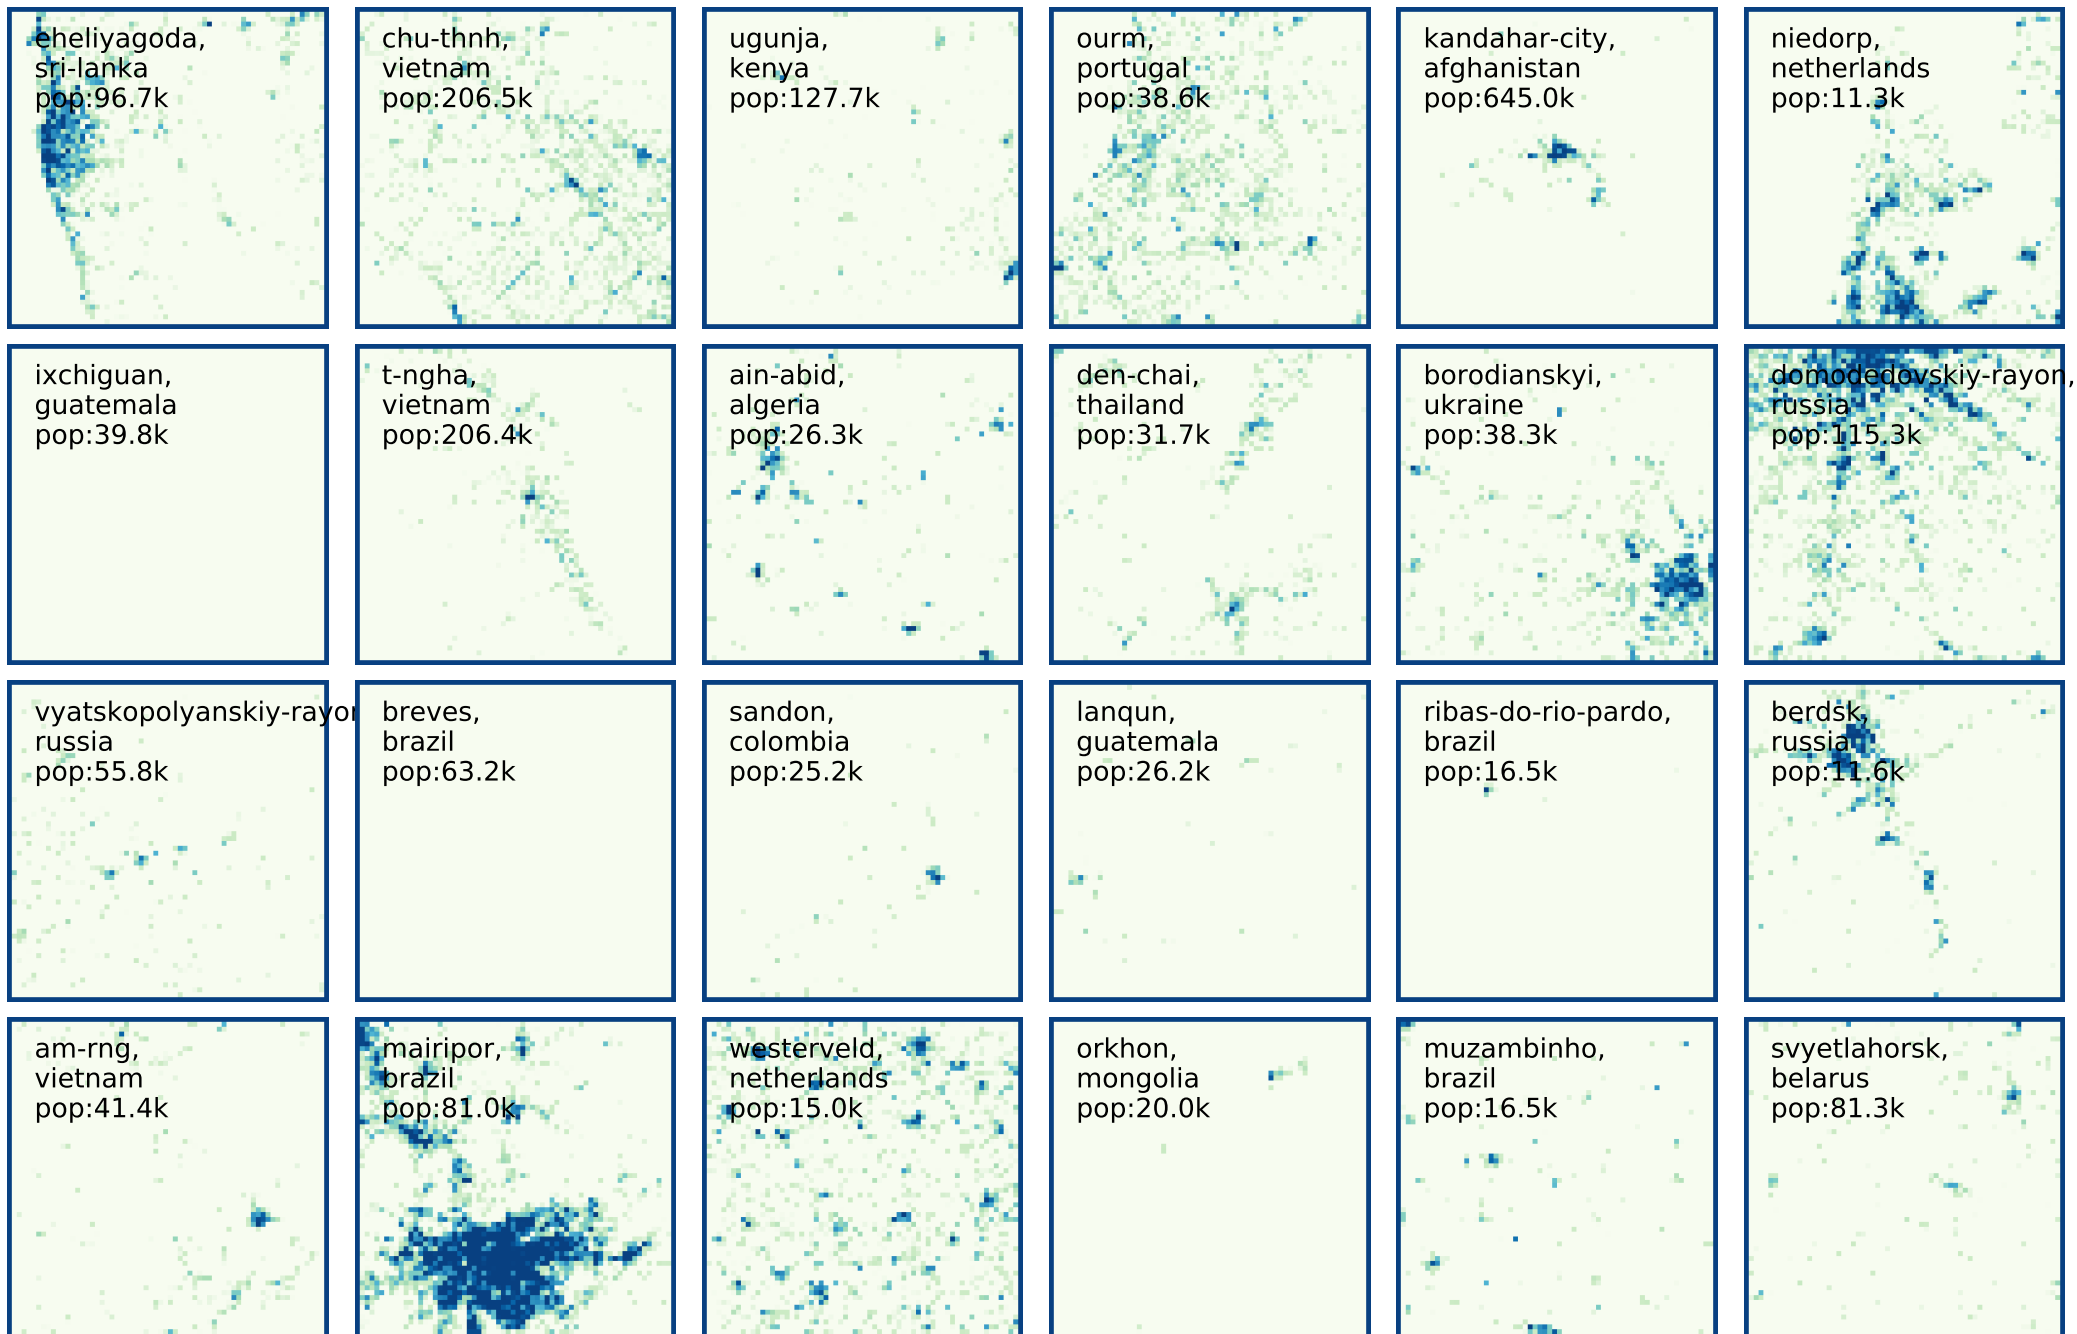 eheliyagoda,
sri-lanka
pop:96.7k
chu-thnh,
vietnam
pop:206.5k
ugunja,
kenya
pop:127.7k
ourm,
portugal
pop:38.6k
kandahar-city,
afghanistan
pop:645.0k
niedorp,
netherlands
pop:11.3k
ixchiguan,
guatemala
pop:39.8k
t-ngha,
vietnam
pop:206.4k
ain-abid,
algeria
pop:26.3k
den-chai,
thailand
pop:31.7k
borodianskyi,
ukraine
pop:38.3k
domodedovskiy-rayon,
russia
pop:115.3k
vyatskopolyanskiy-rayon
russia
pop:55.8k
breves,
brazil
pop:63.2k
sandon,
colombia
pop:25.2k
lanqun,
guatemala
pop:26.2k
ribas-do-rio-pardo,
brazil
pop:16.5k
berdsk,
russia
pop:11.6k
am-rng,
vietnam
pop:41.4k
mairipor,
brazil
pop:81.0k
westerveld,
netherlands
pop:15.0k
orkhon,
mongolia
pop:20.0k
muzambinho,
brazil
pop:16.5k
svyetlahorsk,
belarus
pop:81.3k